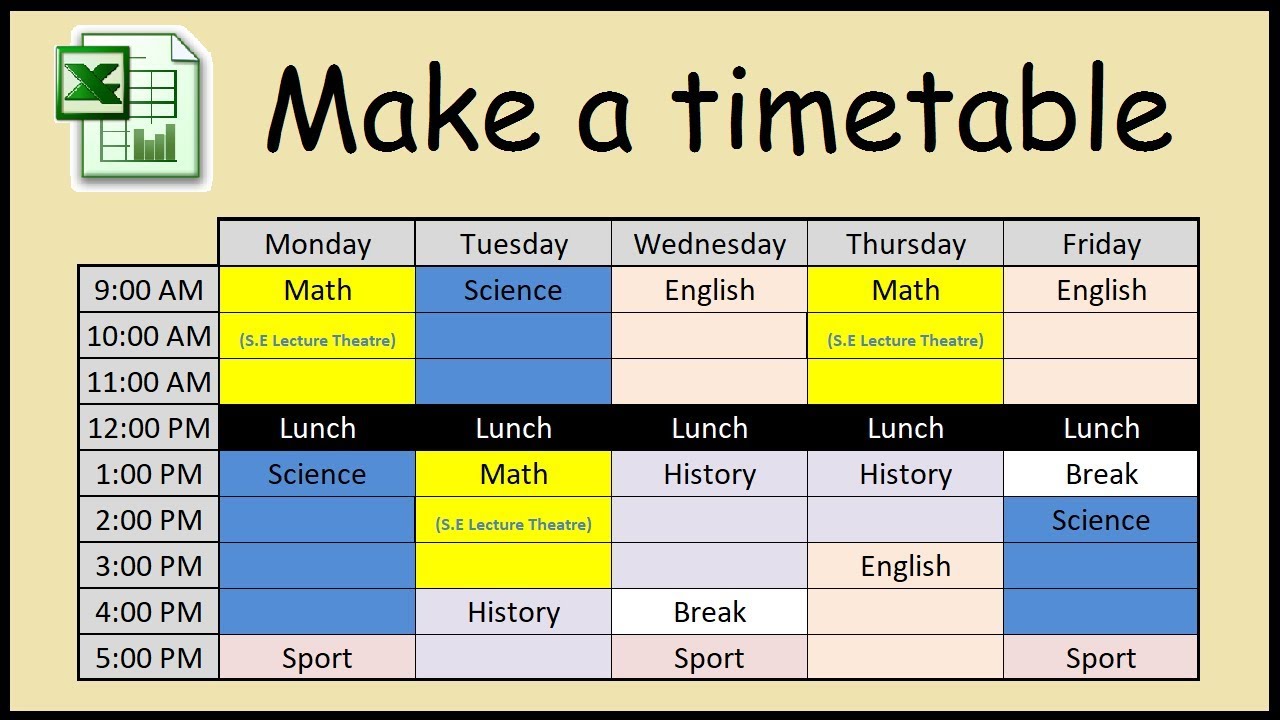 Make a timetable
Monday Tuesday Wednesday Thursday Friday
9:00 AM Math Science English Math English
10:00 AM (S.E Lecture Theatre) (S.E Lecture Theatre)
11:00 AM
12:00 PM Lunch Lunch Lunch Lunch Lunch
1:00 PM Science Math History History Break
2:00 PM (S.E Lecture Theatre) Science
3:00 PM English
4:00 PM History Break
5:00 PM Sport Sport Sport